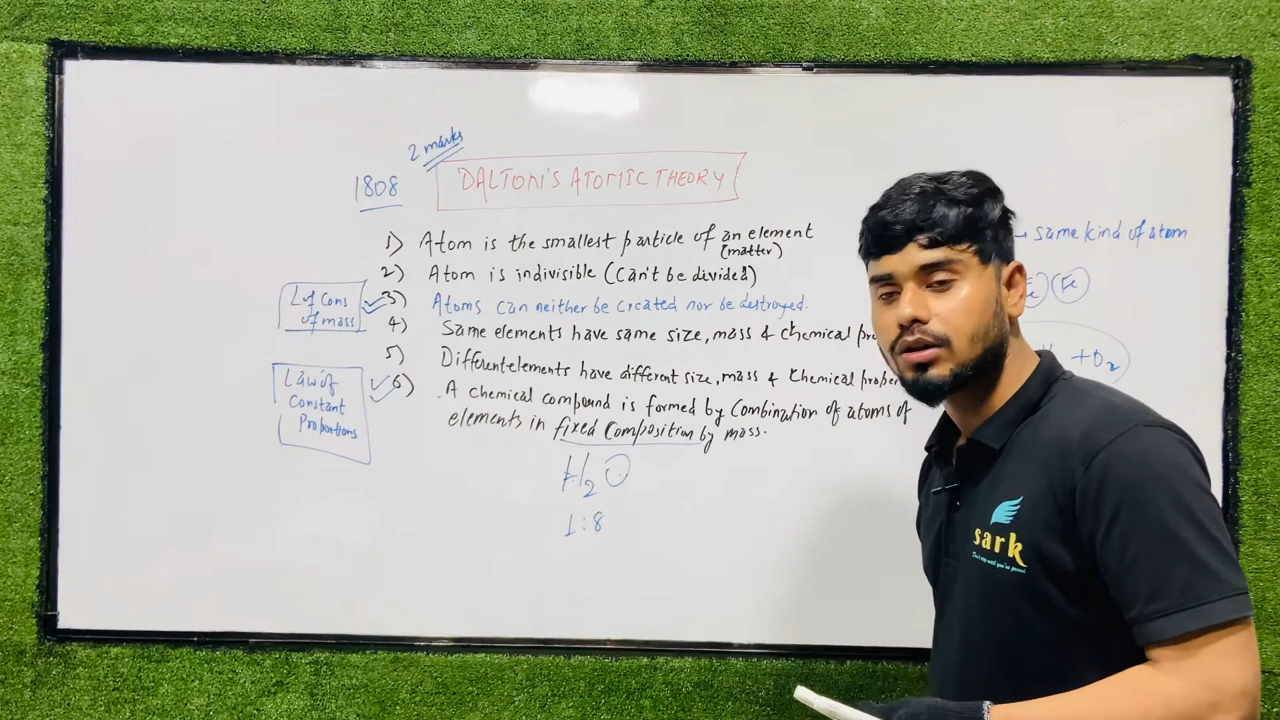 2 marks
1808
DALTON'S ATOMIC THEORY
1) Atom is the smallest particle of an element
(matter)
2) Atom is indivisible (Can't be divided)
3) Atoms can neither be created nor be destroyed.
4) Same elements have same size, mass & chemical
5) Different elements have different size, mass & chemical
6) A chemical compound is formed by combination of atoms of
elements in fixed composition by mass.
H2O
1:8
L of Cons
of mass
Law of
Constant
Proportions
→ same kind of atom
Fe
+ O2
sark